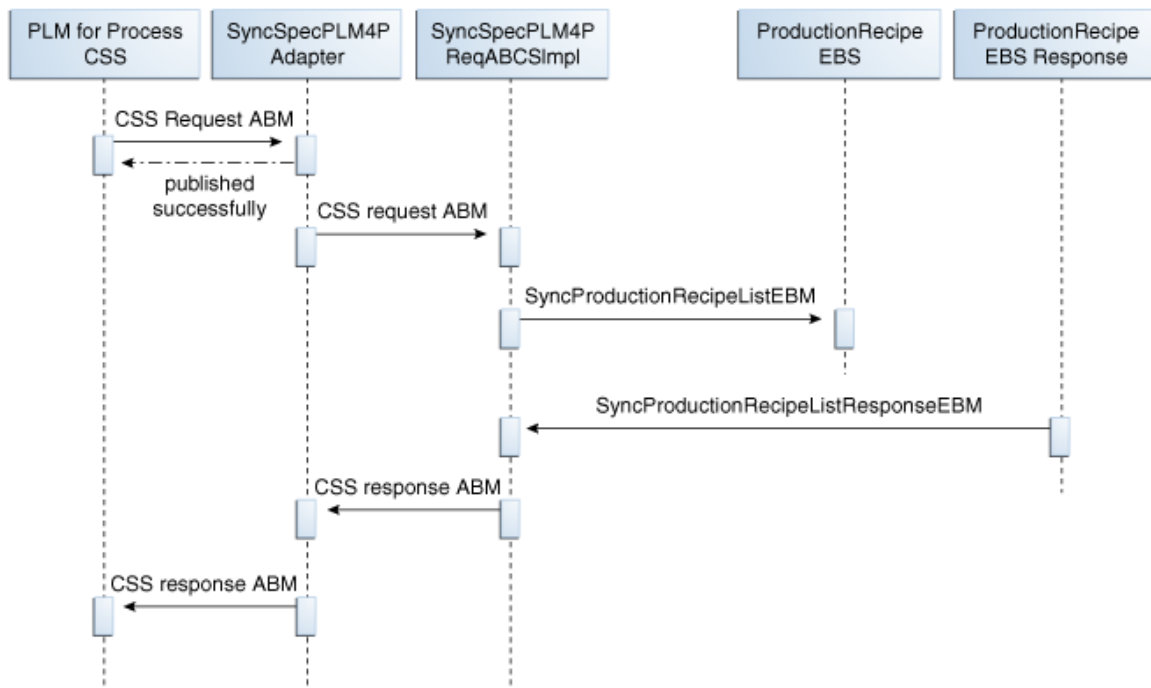 PLM for Process
CSS
SyncSpecPLM4P
Adapter
SyncSpecPLM4P
ReqABCSImpl
ProductionRecipe
EBS
ProductionRecipe
EBS Response
CSS Request ABM
published
successfully
CSS request ABM
SyncProductionRecipeListEBM
SyncProductionRecipeListResponseEBM
CSS response ABM
CSS response ABM